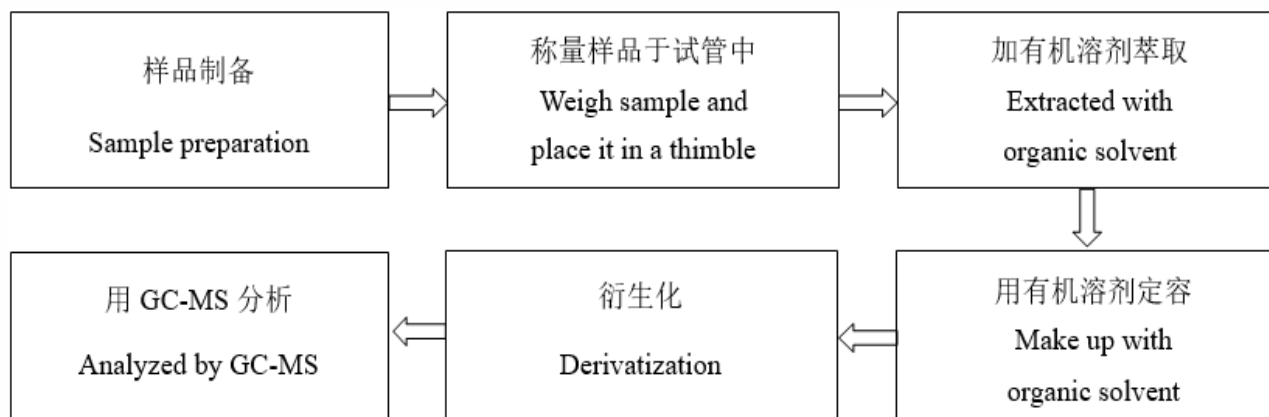 样品制备
Sample preparation
称量样品于试管中
Weigh sample and
place it in a thimble
加有机溶剂萃取
Extracted with
organic solvent
用有机溶剂定容
Make up with
organic solvent
衍生化
Derivatization
用 GC-MS 分析
Analyzed by GC-MS